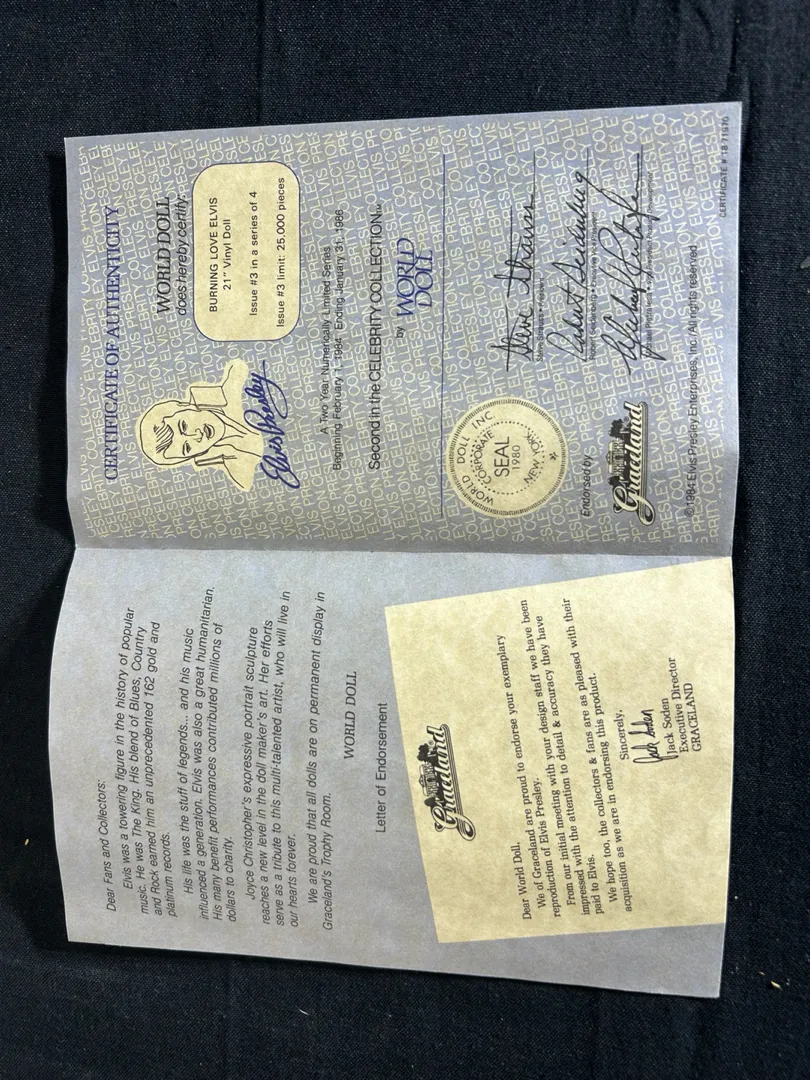 Dear Fans and Collectors:
Elvis was a towering figure in the history of popular
music. He was The King. His blend of Blues, Country
and Rock earned him an unprecedented 162 gold and
platinum records.
His life was the stuff of legends... and his music
influenced a generation. Elvis was also a great humanitarian.
His many benefit performances contributed millions of
dollars to charity.
Joyce Christopher's expressive portrait sculpture
reaches a new level in the doll maker's art. Her efforts
serve as a tribute to this multi-talented artist, who will live in
our hearts forever.
We are proud that all dolls are on permanent display in
Graceland's Trophy Room.
WORLD DOLL
Letter of Endorsement
Graceland
Dear World Doll,
We of Graceland are proud to endorse your exemplary
reproduction of Elvis Presley.
From our initial meeting with your design staff we have been
impressed with the attention to detail & accuracy they have
paid to Elvis.
We hope too, the collectors & fans are as pleased with their
acquisition as we are in endorsing this product.
Sincerely,
Jack Soden
Jack Soden
Executive Director
GRACELAND
CERTIFICATE OF AUTHENTICITY
Elvis Presley
WORLD DOLL
does hereby certify:
BURNING LOVE ELVIS
21" Vinyl Doll
Issue #3 in a series of 4
Issue #3 limit: 25,000 pieces
A Two Year Numerically Limited Series
Beginning February 1, 1984 Ending January 31, 1986
Second in the CELEBRITY COLLECTION™
by WORLD
DOLL
WORLD DOLL INC
CORPORATE
SEAL
1980
NEW YORK
Steve Strauss
Robert Seidenburg
Endorsed by
Graceland
© 1984 Elvis Presley Enterprises, Inc./All rights reserved
CERTIFICATE # 1B 71976